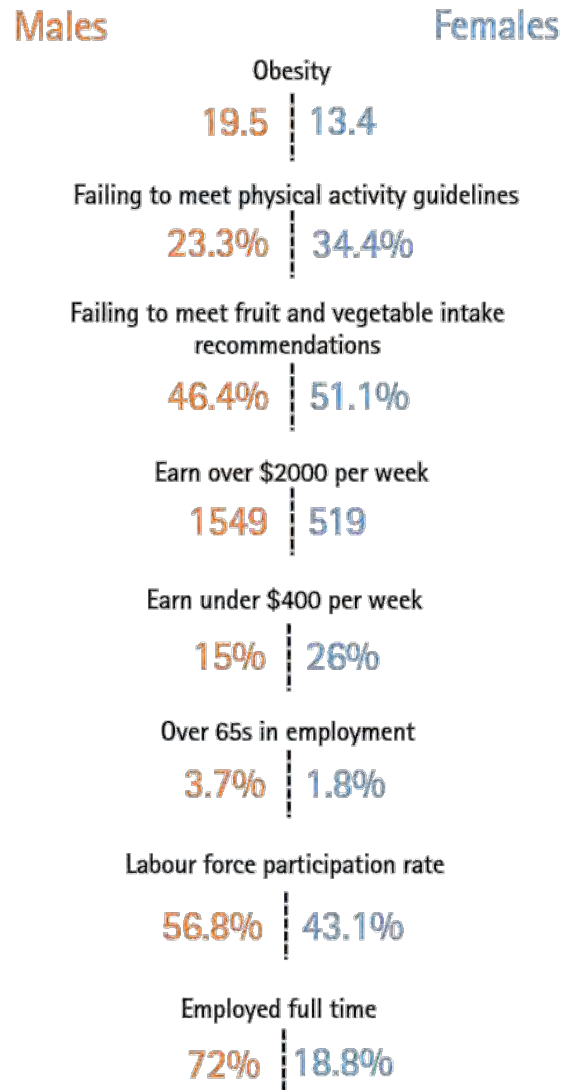 Males Females
Obesity
19.5 13.4
Failing to meet physical activity guidelines
23.3% 34.4%
Failing to meet fruit and vegetable intake
recommendations
46.4% 51.1%
Earn over $2000 per week
1549 519
Earn under $400 per week
15% 26%
Over 65s in employment
3.7% 1.8%
Labour force participation rate
56.8% 43.1%
Employed full time
72% 18.8%